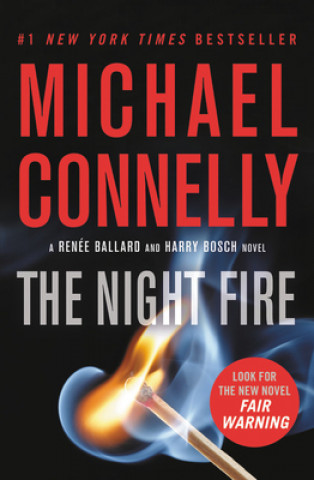 #1 NEW YORK TIMES BESTSELLER
MICHAEL
CONNELLY
A RENÉE BALLARD AND HARRY BOSCH NOVEL
THE NIGHT FIRE
LOOK FOR
THE NEW NOVEL
FAIR
WARNING